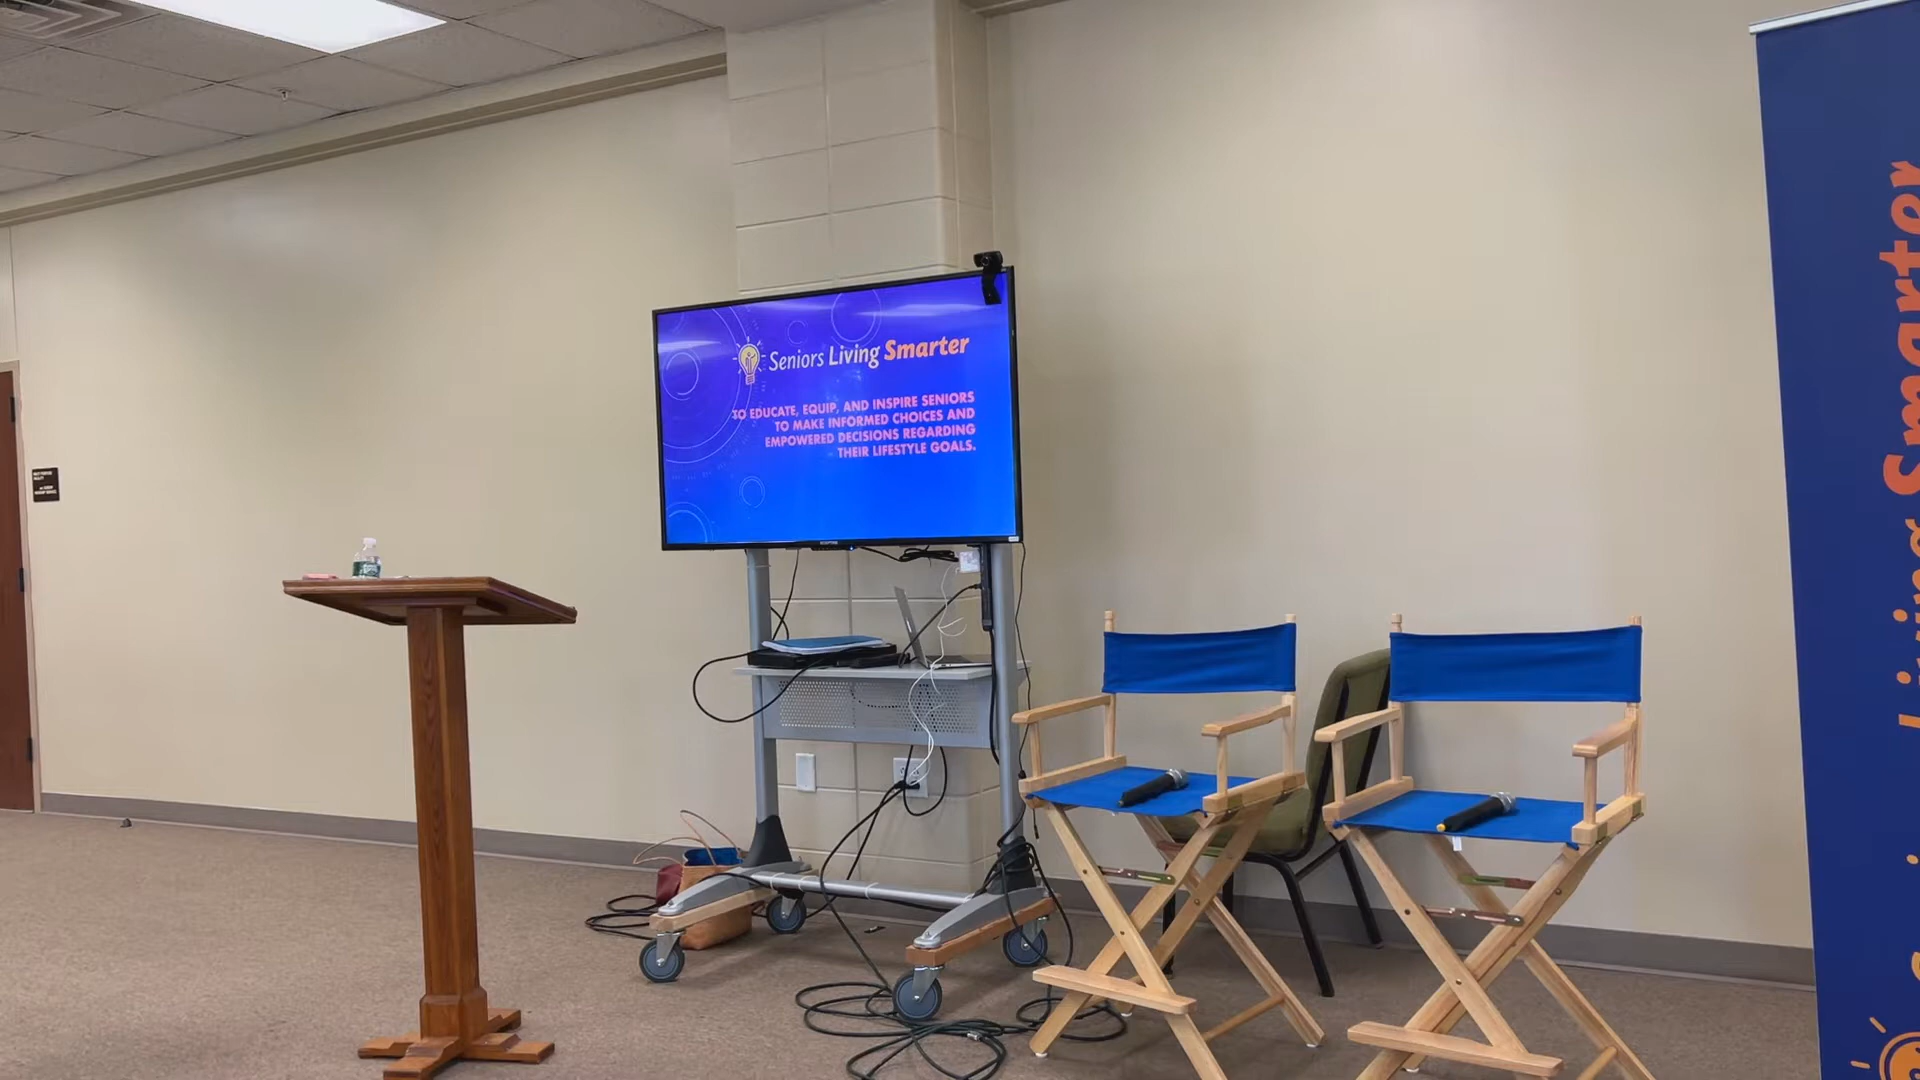 Seniors Living Smarter
TO EDUCATE, EQUIP, AND INSPIRE SENIORS
TO MAKE INFORMED CHOICES AND
EMPOWERED DECISIONS REGARDING
THEIR LIFESTYLE GOALS.
Living Smarter